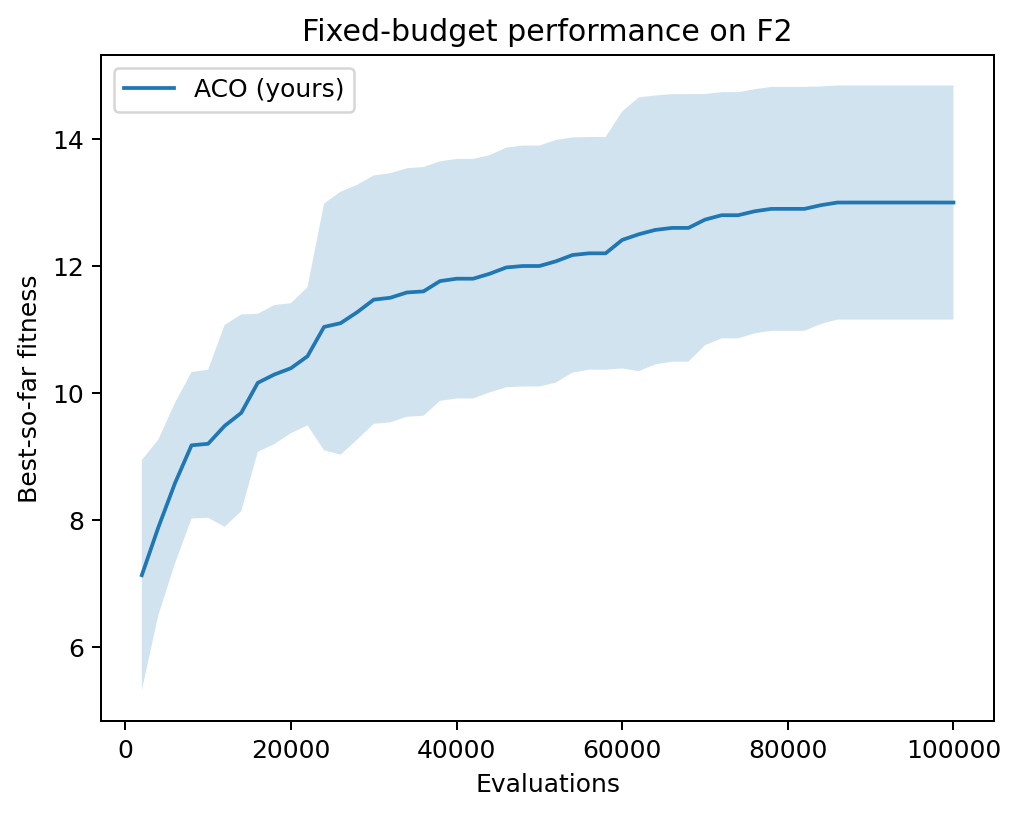 Fixed-budget performance on F2
ACO (yours)
Best-so-far fitness
14
12
10
8
6
0 20000 40000 60000 80000 100000
Evaluations